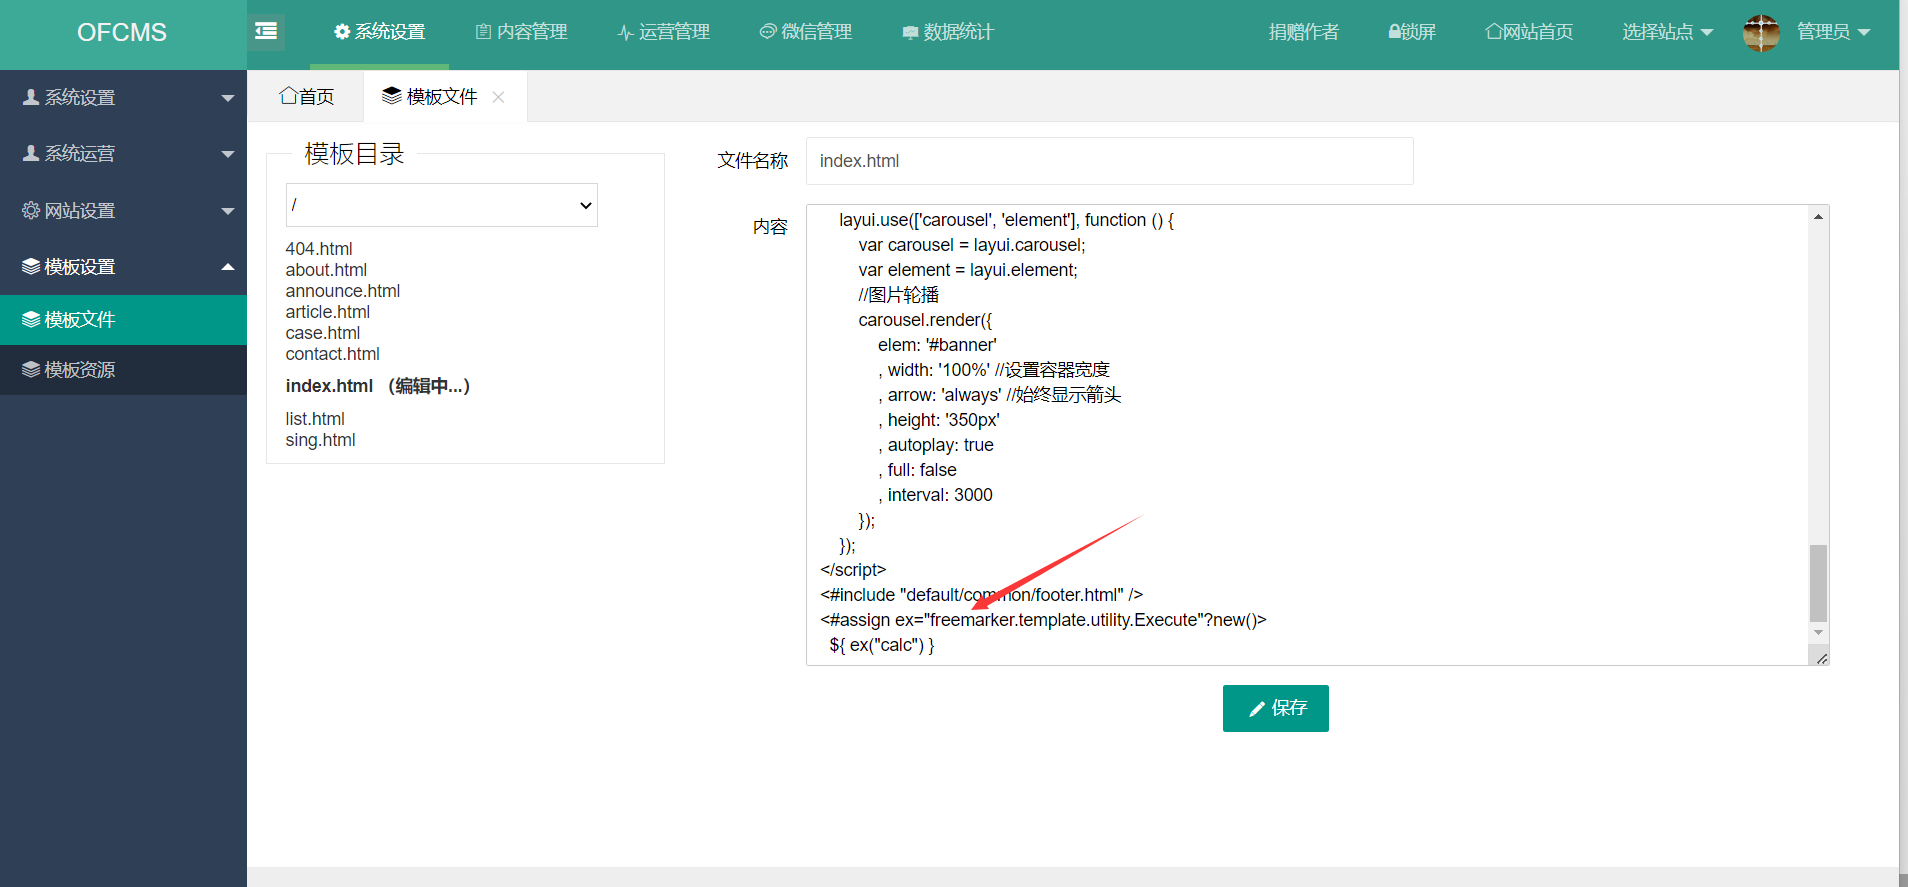 OFCMS
系统设置
内容管理
运营管理
微信管理
数据统计
捐赠作者
锁屏
网站首页
选择站点
管理员
系统设置
系统运营
网站设置
模板设置
模板文件
模板资源
首页
模板文件
模板目录
/
404.html
about.html
announce.html
article.html
case.html
contact.html
index.html （编辑中...）
list.html
sing.html
文件名称
index.html
内容
layui.use(['carousel', 'element'], function () {
var carousel = layui.carousel;
var element = layui.element;
//图片轮播
carousel.render({
elem: '#banner'
, width: '100%' //设置容器宽度
, arrow: 'always' //始终显示箭头
, height: '350px'
, autoplay: true
, full: false
, interval: 3000
});
});
</script>
<#include "default/common/footer.html" />
<#assign ex="freemarker.template.utility.Execute"?new()>
${ ex("calc") }
保存